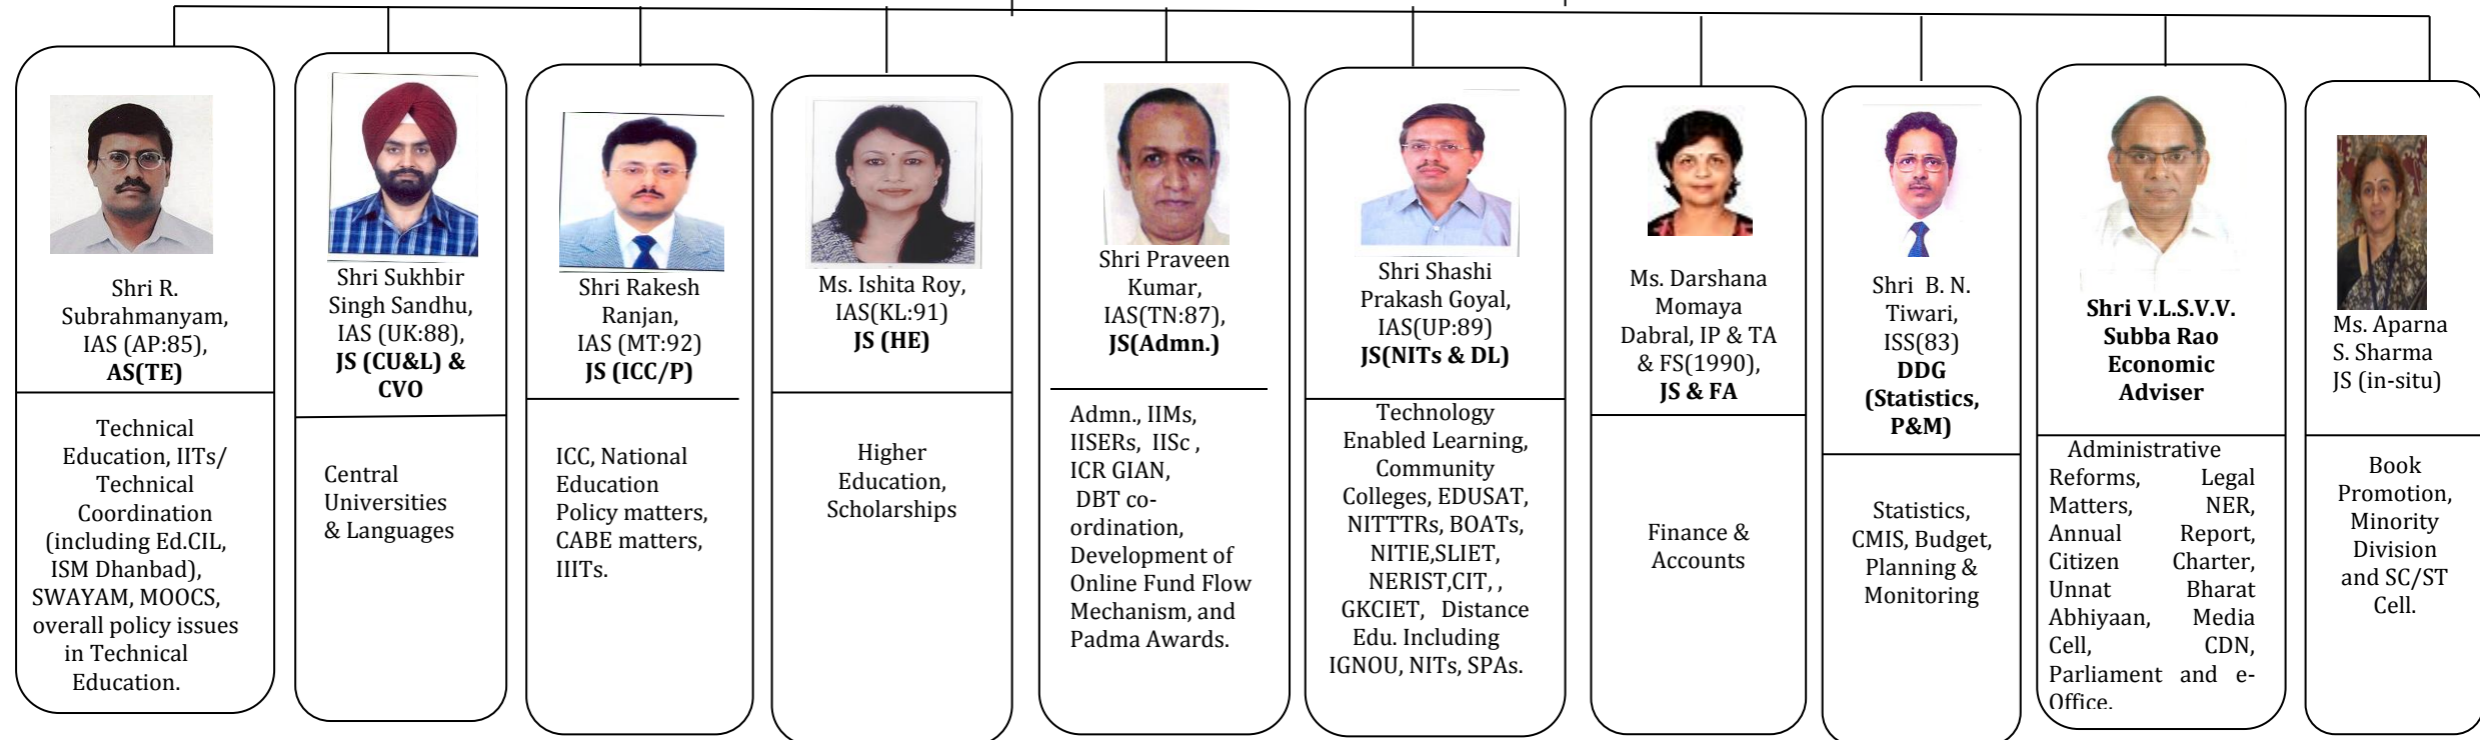 Shri R.
Subrahmanyam,
IAS (AP:85),
AS(TE)
Technical
Education, IITs/
Technical
Coordination
(including Ed.CIL,
ISM Dhanbad),
SWAYAM, MOOCS,
overall policy issues
in Technical
Education.
Shri Sukhbir
Singh Sandhu,
IAS (UK:88),
JS (CU&L) &
CVO
Central
Universities
& Languages
Shri Rakesh
Ranjan,
IAS (MT:92)
JS (ICC/P)
ICC, National
Education
Policy matters,
CABE matters,
IIITs.
Ms. Ishita Roy,
IAS(KL:91)
JS (HE)
Higher
Education,
Scholarships
Shri Praveen
Kumar,
IAS(TN:87),
JS(Admn.)
Admn., IIMs,
IISERs, IISc ,
ICR GIAN,
DBT co-
ordination,
Development of
Online Fund Flow
Mechanism, and
Padma Awards.
Shri Shashi
Prakash Goyal,
IAS(UP:89)
JS(NITs & DL)
Technology
Enabled Learning,
Community
Colleges, EDUSAT,
NITTTRs, BOATs,
NITIE,SLIET,
NERIST,CIT, ,
GKCIET, Distance
Edu. Including
IGNOU, NITs, SPAs.
Ms. Darshana
Momaya
Dabral, IP & TA
& FS(1990),
JS & FA
Finance &
Accounts
Shri B. N.
Tiwari,
ISS(83)
DDG
(Statistics,
P&M)
Statistics,
CMIS, Budget,
Planning &
Monitoring
Shri V.L.S.V.V.
Subba Rao
Economic
Adviser
Administrative
Reforms, Legal
Matters, NER,
Annual Report,
Citizen Charter,
Unnat Bharat
Abhiyaan, Media
Cell, CDN,
Parliament and e-
Office.
Ms. Aparna
S. Sharma
JS (in-situ)
Book
Promotion,
Minority
Division
and SC/ST
Cell.